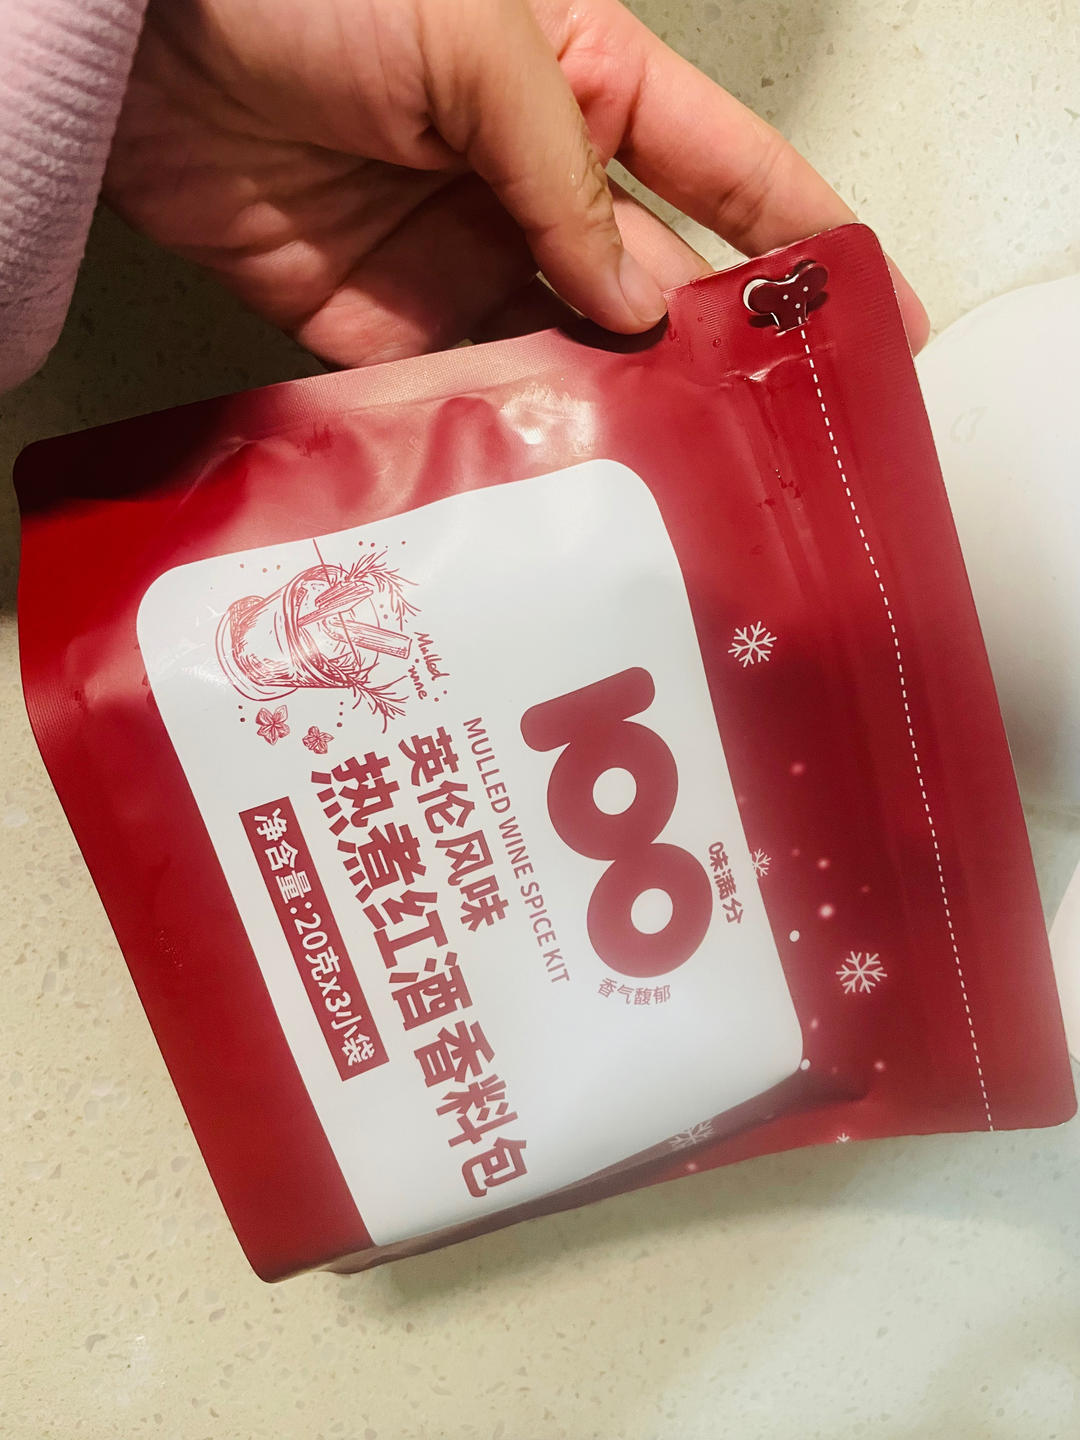 100
味满分
香气馥郁
MULLED WINE SPICE KIT
英伦风味
热煮红酒香料包
净含量:20克x3小袋
Mulled
wine